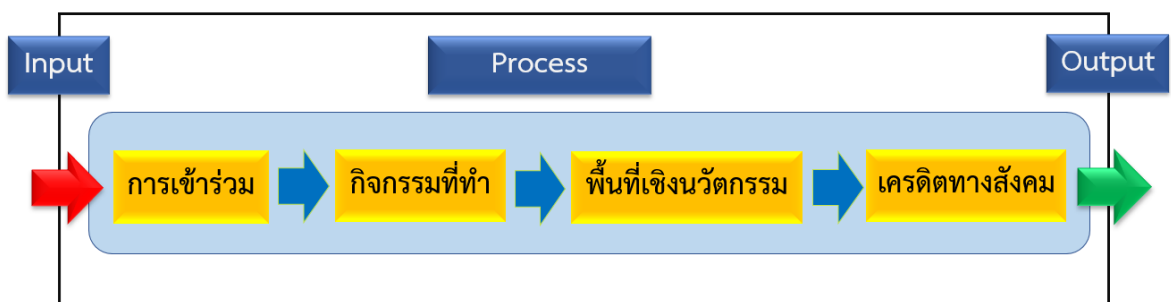 Input
Process
Output
การเข้าร่วม
กิจกรรมที่ทำ
พื้นที่เชิงนวัตกรรม
เครดิตทางสังคม